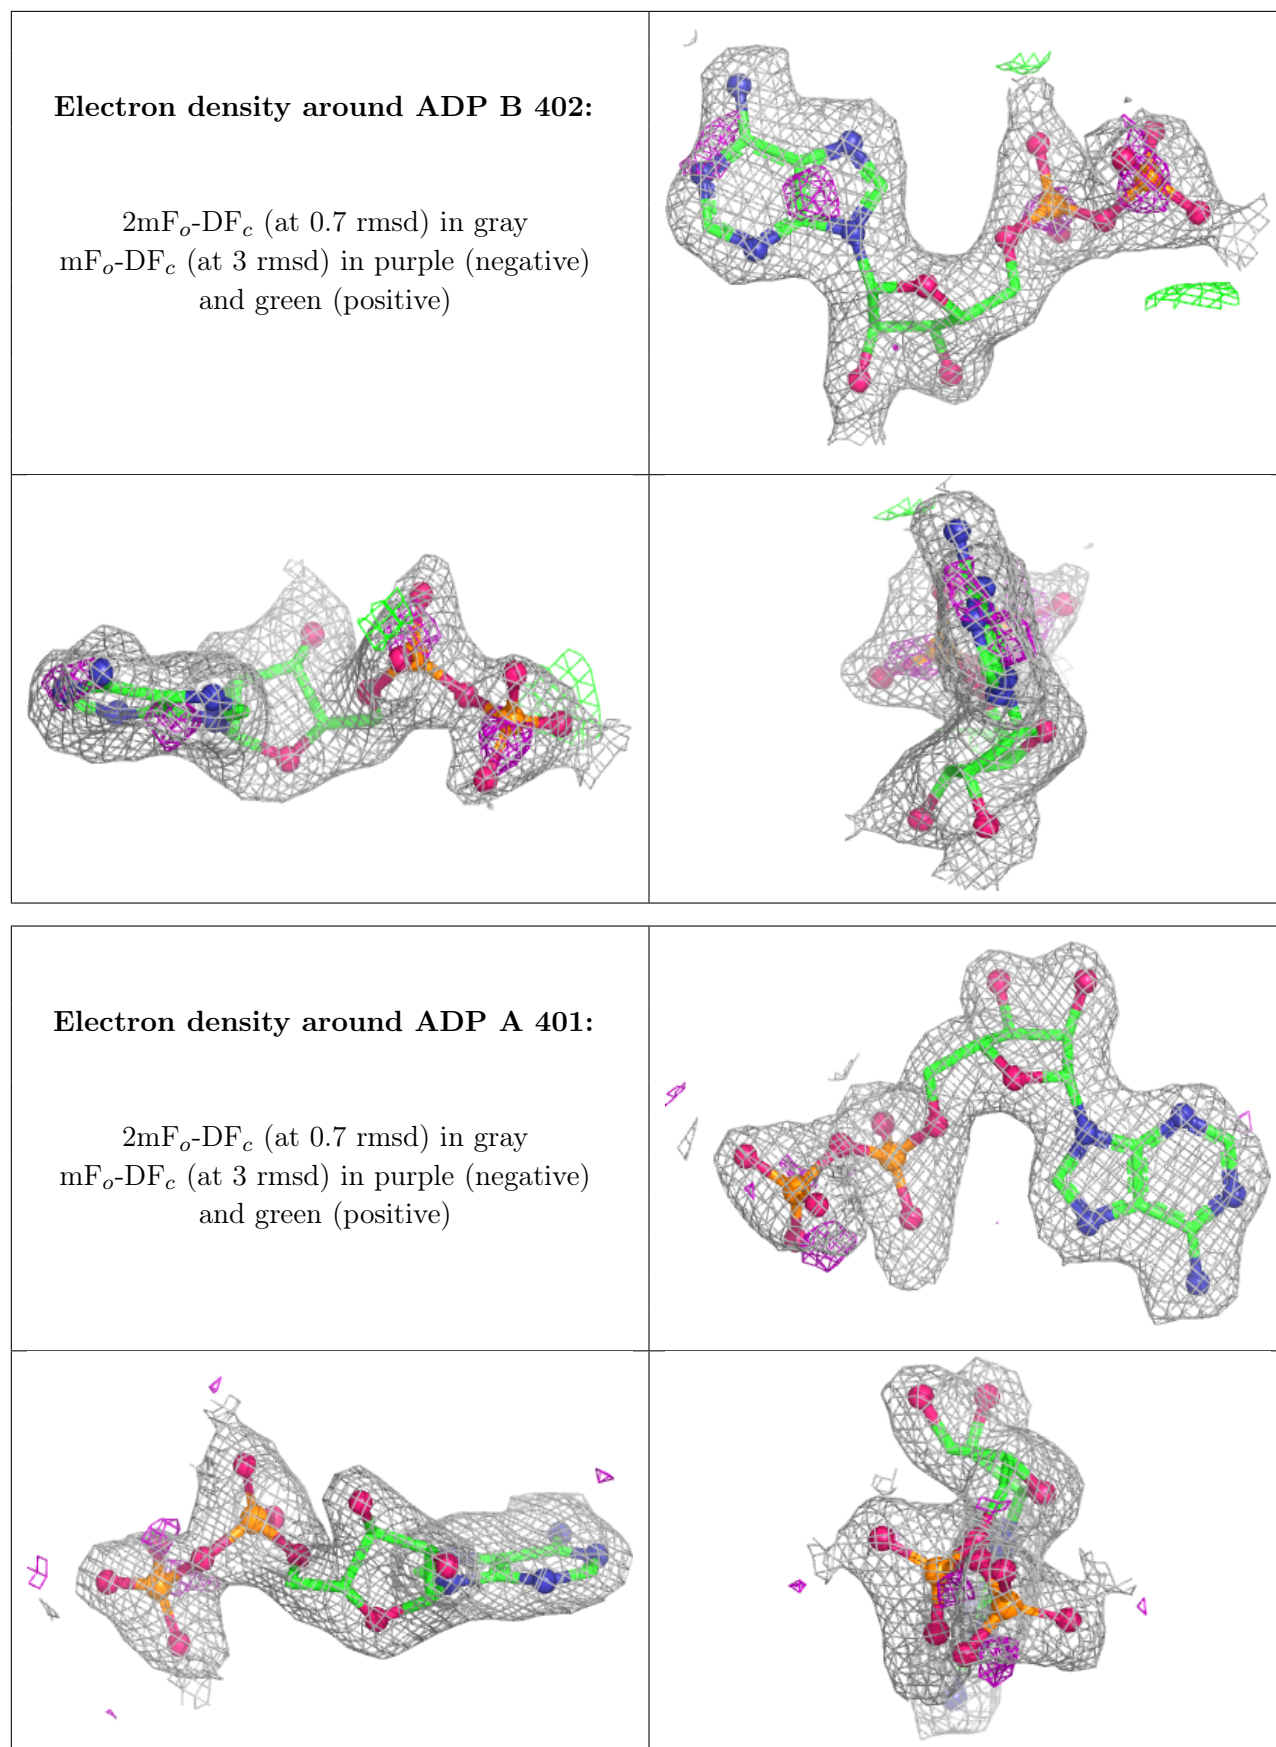 Electron density around ADP B 402:
2mFₒ-DF𝒸 (at 0.7 rmsd) in gray
mFₒ-DF𝒸 (at 3 rmsd) in purple (negative)
and green (positive)
Electron density around ADP A 401:
2mFₒ-DF𝒸 (at 0.7 rmsd) in gray
mFₒ-DF𝒸 (at 3 rmsd) in purple (negative)
and green (positive)